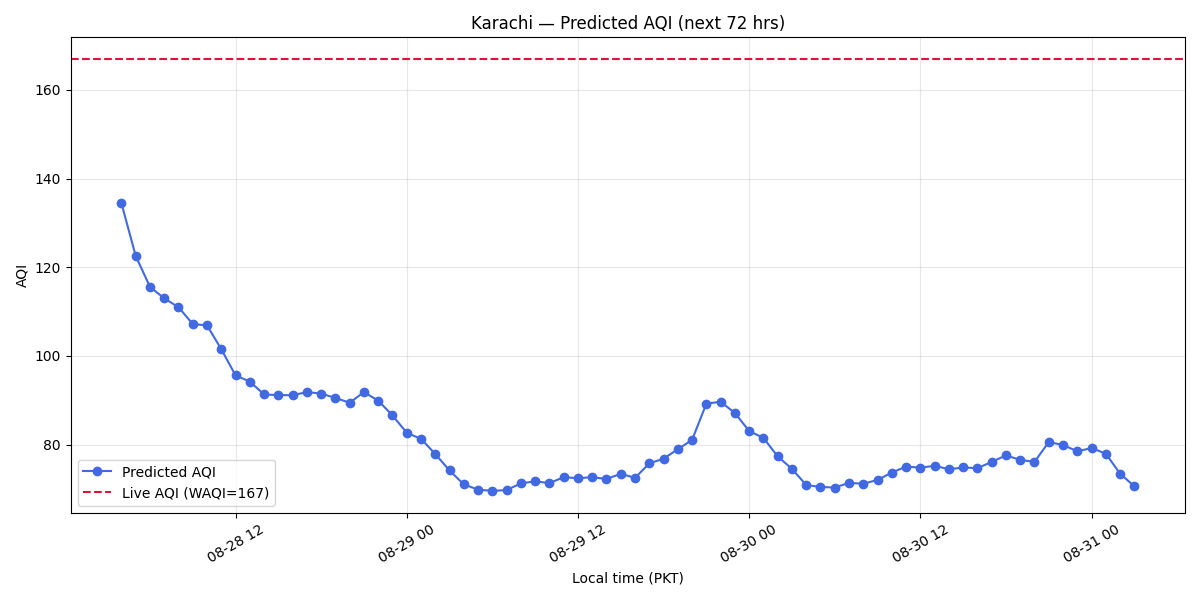 Karachi — Predicted AQI (next 72 hrs)
AQI
160
140
120
100
80
Predicted AQI
Live AQI (WAQI=167)
08-28 12
08-29 00
08-29 12
08-30 00
08-30 12
08-31 00
Local time (PKT)